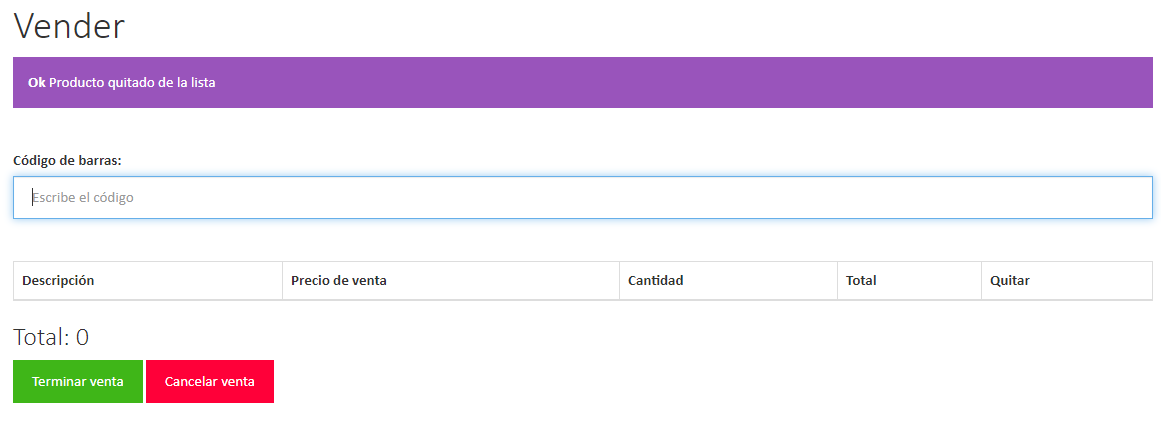 Vender
Ok Producto quitado de la lista
Código de barras:
Escribe el código
Descripción Precio de venta Cantidad Total Quitar
Total: 0
Terminar venta Cancelar venta